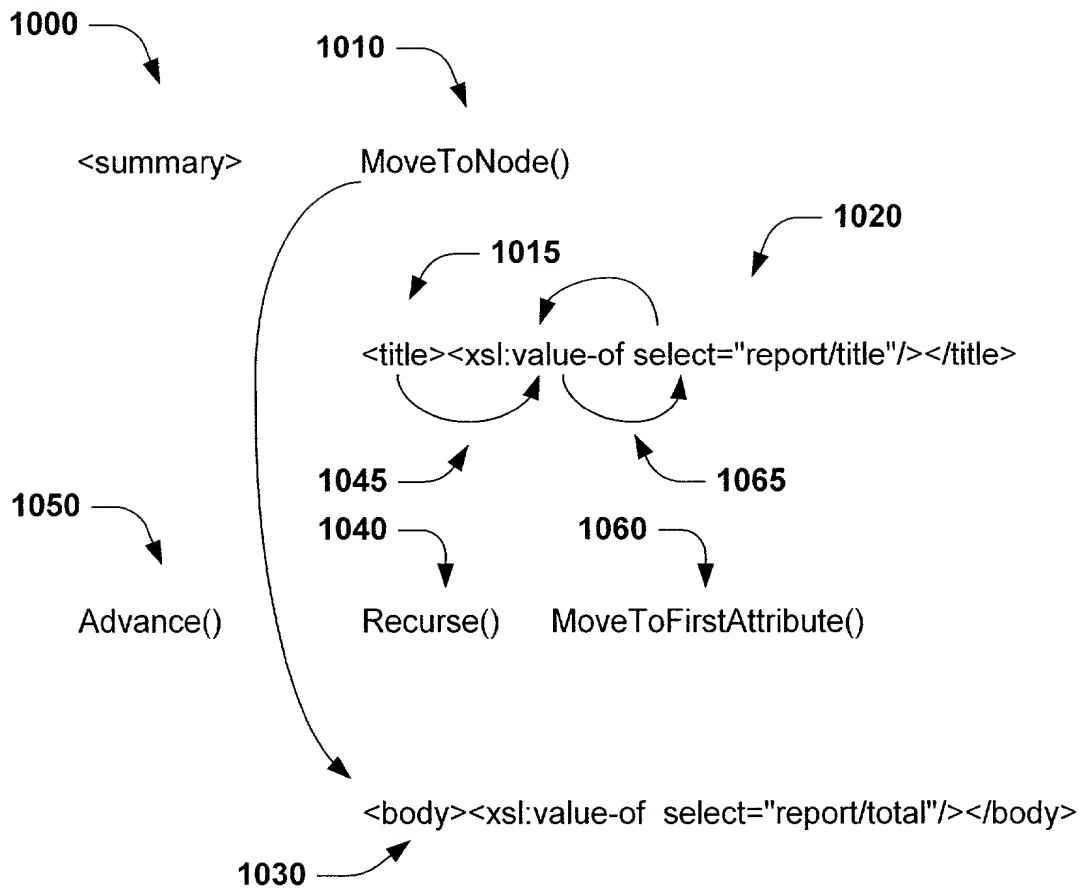 1000
1010
<summary> MoveToNode()
1020
1015
<title><xsl:value-of select="report/title"/></title>
1045 1065
1050 1040 1060
Advance() Recurse() MoveToFirstAttribute()
<body><xsl:value-of select="report/total"/></body>
1030